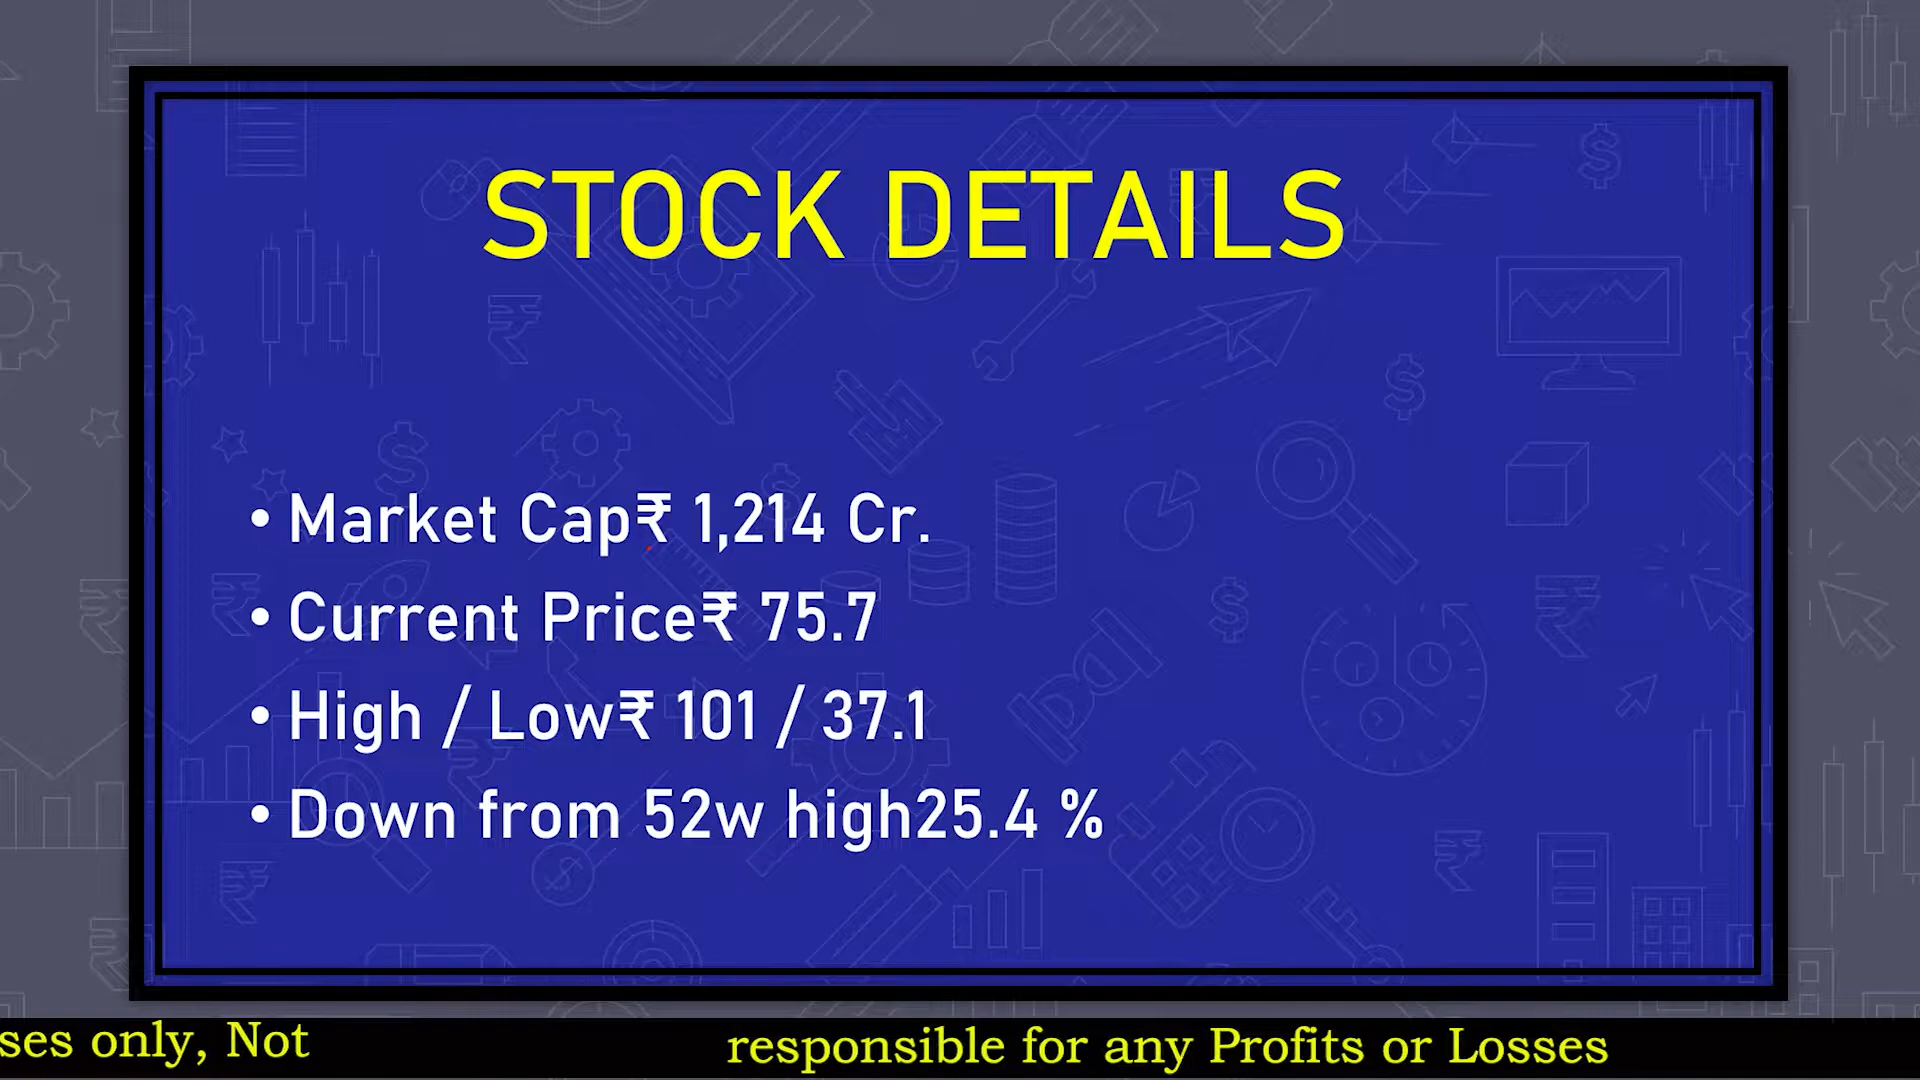 STOCK DETAILS
• Market Cap₹ 1,214 Cr.
• Current Price₹ 75.7
• High / Low₹ 101 / 37.1
• Down from 52w high25.4 %
ses only, Not responsible for any Profits or Losses